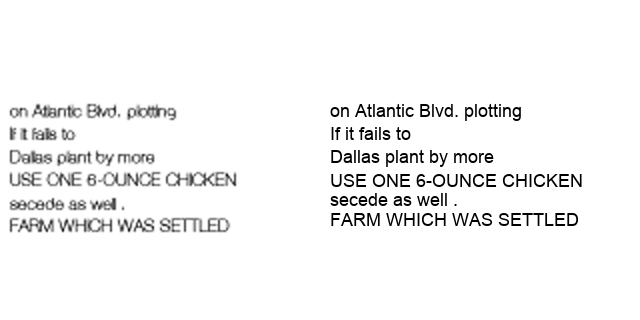 on Atlantic Blvd. plotting
If it fails to
Dallas plant by more
USE ONE 6-OUNCE CHICKEN
secede as well .
FARM WHICH WAS SETTLED
on Atlantic Blvd. plotting
If it fails to
Dallas plant by more
USE ONE 6-OUNCE CHICKEN
secede as well .
FARM WHICH WAS SETTLED